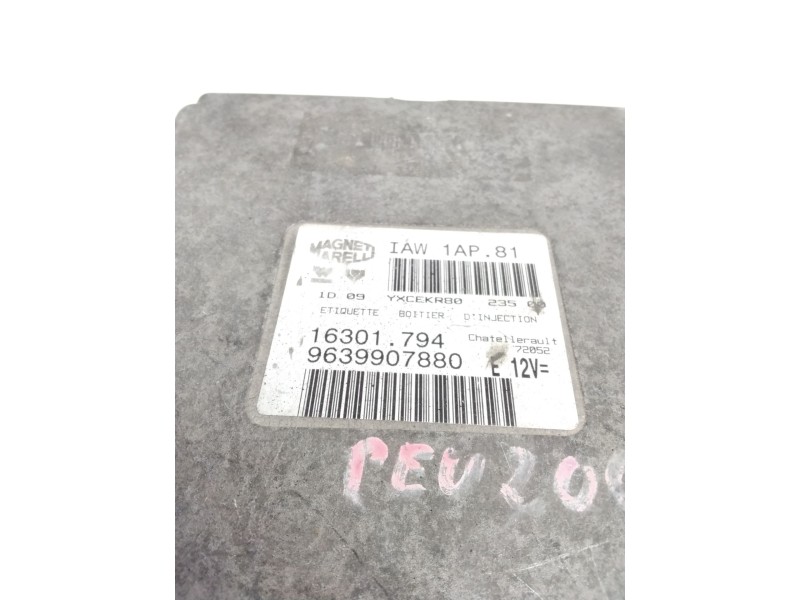 MAGNETI MARELLI IAW 1AP.81
1D 09 YXCEKR80 235
ETIQUETTE BOITIER D'INJECTION
16301.794 Chatellerault
9639907880 72052
E 12V=
PEU 20